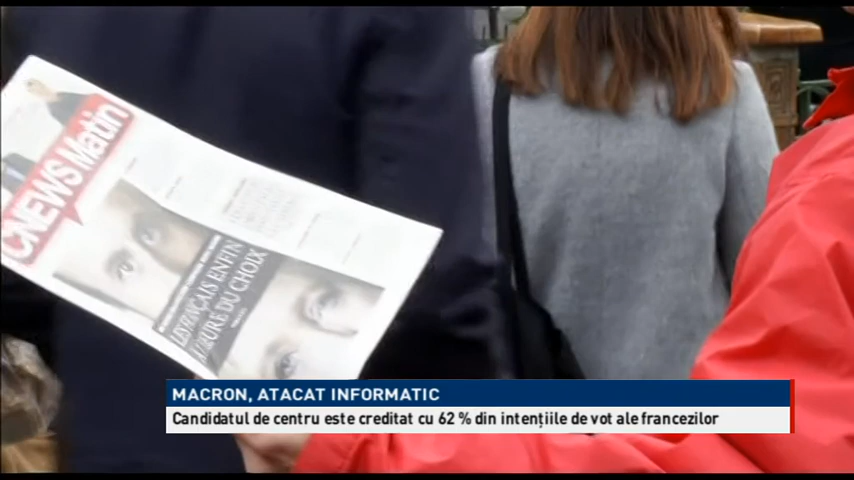 CNEWS Matin
LES FRANÇAIS ENFIN
À L'HEURE DU CHOIX
MACRON, ATACAT INFORMATIC
Candidatul de centru este creditat cu 62 % din intențiile de vot ale francezilor